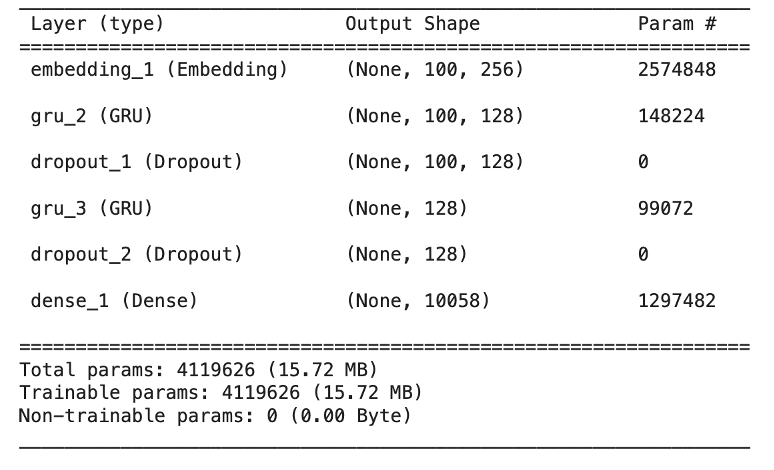 Layer (type) Output Shape Param #
embedding_1 (Embedding) (None, 100, 256) 2574848
gru_2 (GRU) (None, 100, 128) 148224
dropout_1 (Dropout) (None, 100, 128) 0
gru_3 (GRU) (None, 128) 99072
dropout_2 (Dropout) (None, 128) 0
dense_1 (Dense) (None, 10058) 1297482
Total params: 4119626 (15.72 MB)
Trainable params: 4119626 (15.72 MB)
Non-trainable params: 0 (0.00 Byte)